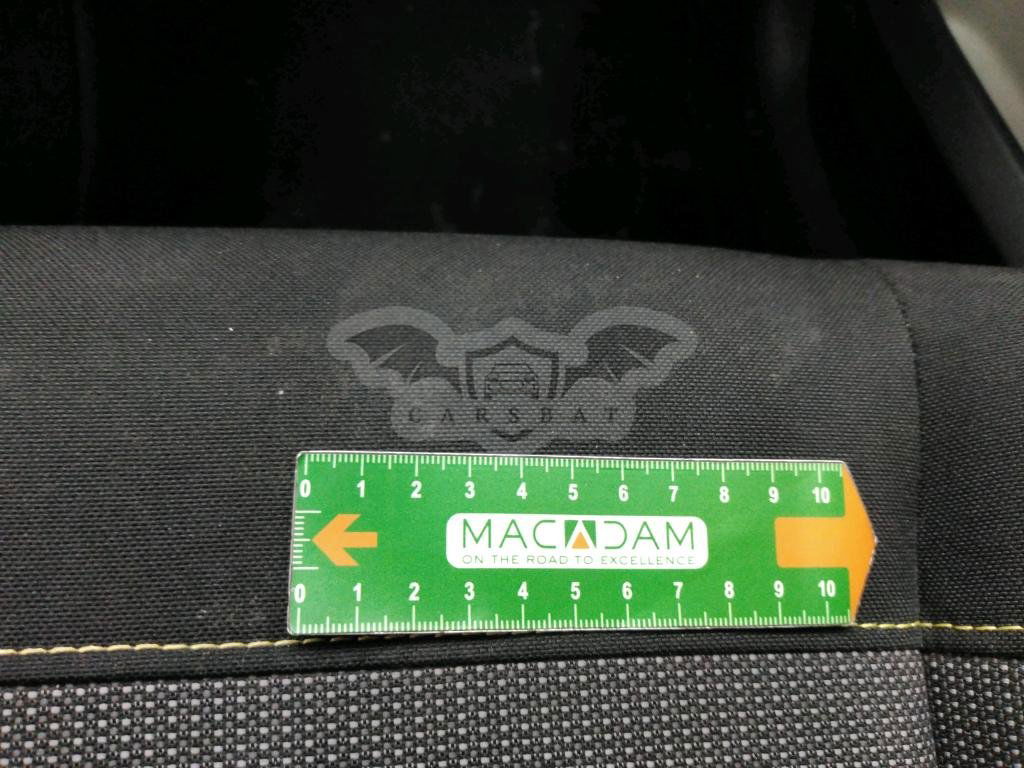 CARSBAT
0 1 2 3 4 5 6 7 8 9 10
MACADAM
ON THE ROAD TO EXCELLENCE
0 1 2 3 4 5 6 7 8 9 10